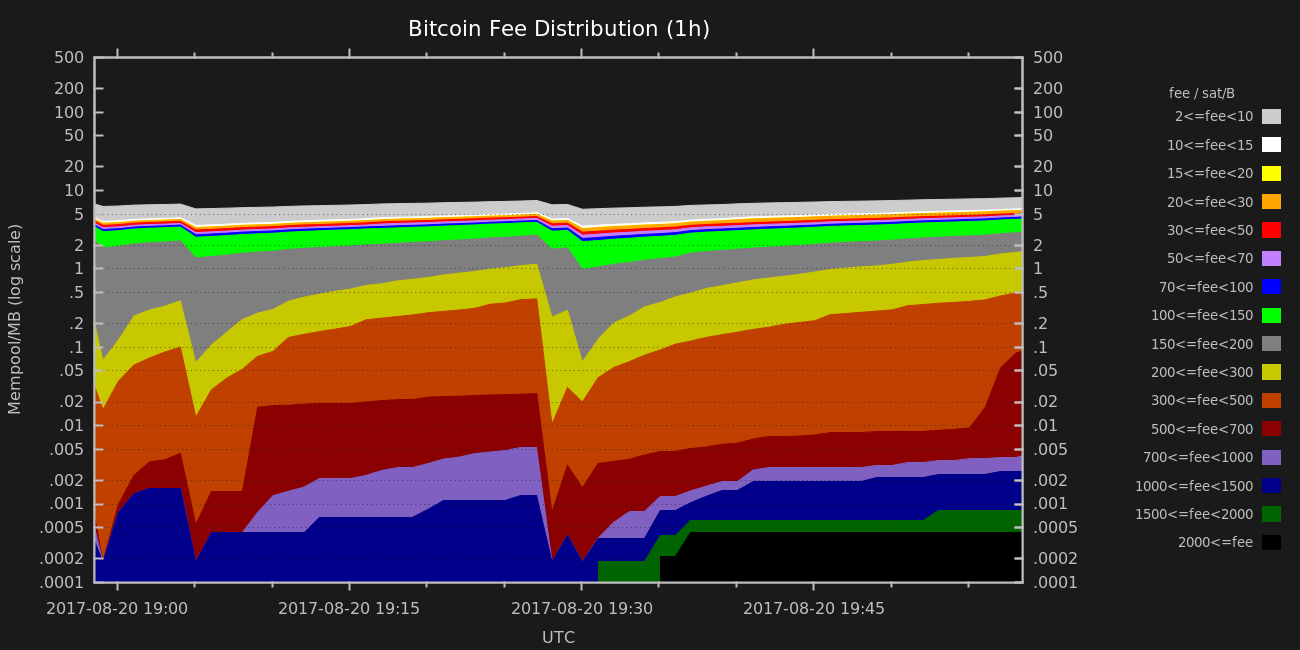 Bitcoin Fee Distribution (1h)
500
200
100
50
20
10
5
2
1
.5
.2
.1
.05
.02
.01
.005
.002
.001
.0005
.0002
.0001
Mempool/MB (log scale)
500
200
100
50
20
10
5
2
1
.5
.2
.1
.05
.02
.01
.005
.002
.001
.0005
.0002
.0001
fee / sat/B
2<=fee<10
10<=fee<15
15<=fee<20
20<=fee<30
30<=fee<50
50<=fee<70
70<=fee<100
100<=fee<150
150<=fee<200
200<=fee<300
300<=fee<500
500<=fee<700
700<=fee<1000
1000<=fee<1500
1500<=fee<2000
2000<=fee
2017-08-20 19:00 2017-08-20 19:15 2017-08-20 19:30 2017-08-20 19:45
UTC